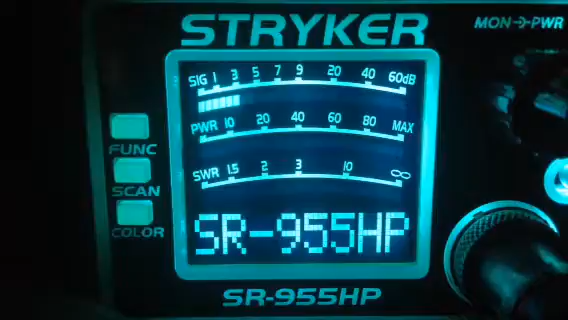 STRYKER
MON PWR
SIG 1 3 5 7 9 20 40 60dB
PWR 10 20 40 60 80 MAX
SWR 1.5 2 3 10 ∞
FUNC
SCAN
COLOR
SR-955HP
SR-955HP